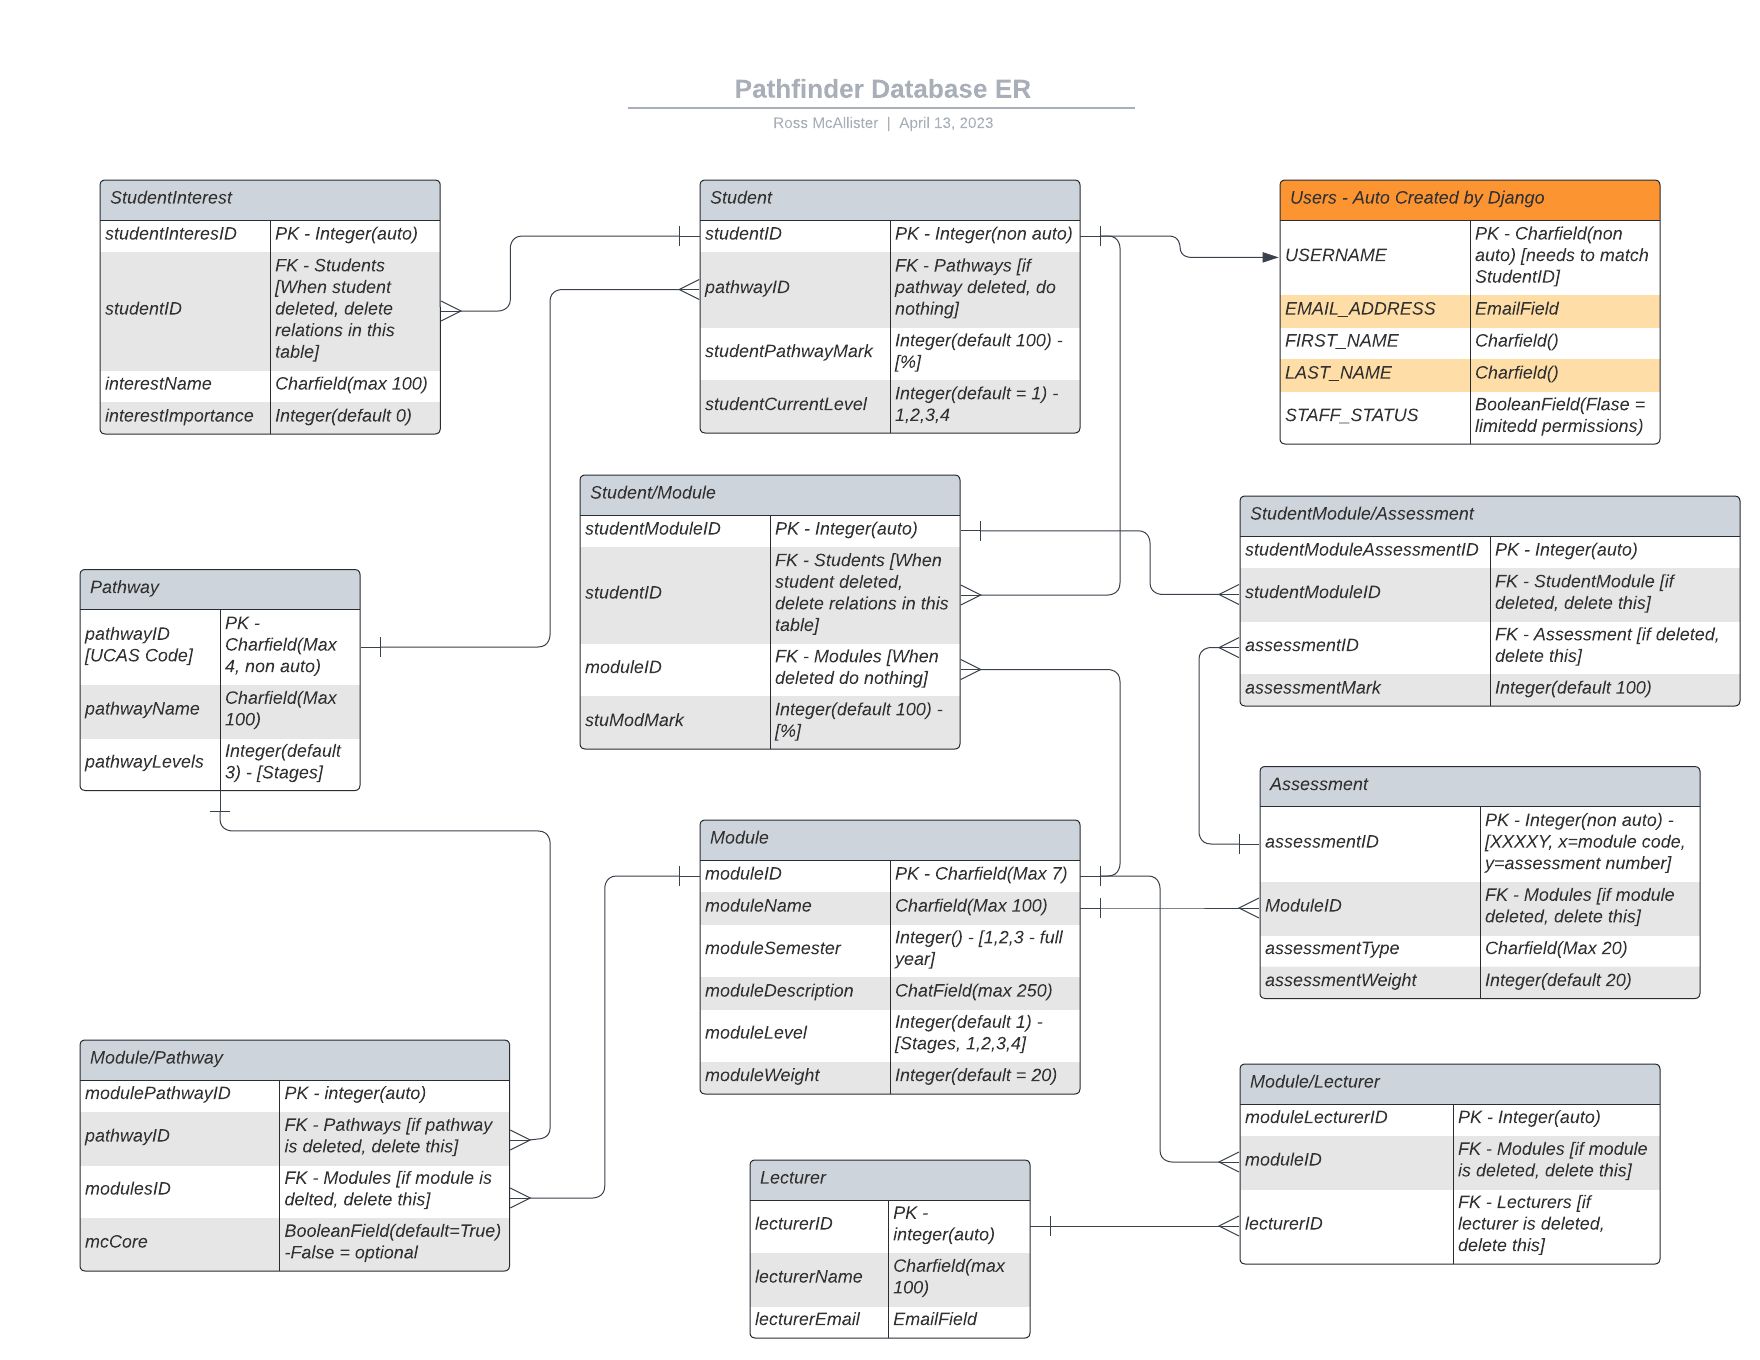 Pathfinder Database ER
Ross McAllister | April 13, 2023
StudentInterest
studentInteresID
PK - Integer(auto)
studentID
FK - Students
[When student
deleted, delete
relations in this
table]
interestName
Charfield(max 100)
interestImportance
Integer(default 0)
Student
studentID
PK - Integer(non auto)
pathwayID
FK - Pathways [if
pathway deleted, do
nothing]
studentPathwayMark
Integer(default 100) -
[%]
studentCurrentLevel
Integer(default = 1) -
1,2,3,4
Users - Auto Created by Django
USERNAME
PK - Charfield(non
auto) [needs to match
StudentID]
EMAIL_ADDRESS
EmailField
FIRST_NAME
Charfield()
LAST_NAME
Charfield()
STAFF_STATUS
BooleanField(Flase =
limitedd permissions)
Student/Module
studentModuleID
PK - Integer(auto)
studentID
FK - Students [When
student deleted,
delete relations in this
table]
moduleID
FK - Modules [When
deleted do nothing]
stuModMark
Integer(default 100) -
[%]
StudentModule/Assessment
studentModuleAssessmentID
PK - Integer(auto)
studentModuleID
FK - StudentModule [if
deleted, delete this]
assessmentID
FK - Assessment [if deleted,
delete this]
assessmentMark
Integer(default 100)
Pathway
pathwayID
[UCAS Code]
PK -
Charfield(Max
4, non auto)
pathwayName
Charfield(Max
100)
pathwayLevels
Integer(default
3) - [Stages]
Assessment
assessmentID
PK - Integer(non auto) -
[XXXXY, x=module code,
y=assessment number]
ModuleID
FK - Modules [if module
deleted, delete this]
assessmentType
Charfield(Max 20)
assessmentWeight
Integer(default 20)
Module
moduleID
PK - Charfield(Max 7)
moduleName
Charfield(Max 100)
moduleSemester
Integer() - [1,2,3 - full
year]
moduleDescription
ChatField(max 250)
moduleLevel
Integer(default 1) -
[Stages, 1,2,3,4]
moduleWeight
Integer(default = 20)
Module/Pathway
modulePathwayID
PK - integer(auto)
pathwayID
FK - Pathways [if pathway
is deleted, delete this]
modulesID
FK - Modules [if module is
delted, delete this]
mcCore
BooleanField(default=True)
-False = optional
Module/Lecturer
moduleLecturerID
PK - Integer(auto)
moduleID
FK - Modules [if module
is deleted, delete this]
lecturerID
FK - Lecturers [if
lecturer is deleted,
delete this]
Lecturer
lecturerID
PK -
integer(auto)
lecturerName
Charfield(max
100)
lecturerEmail
EmailField